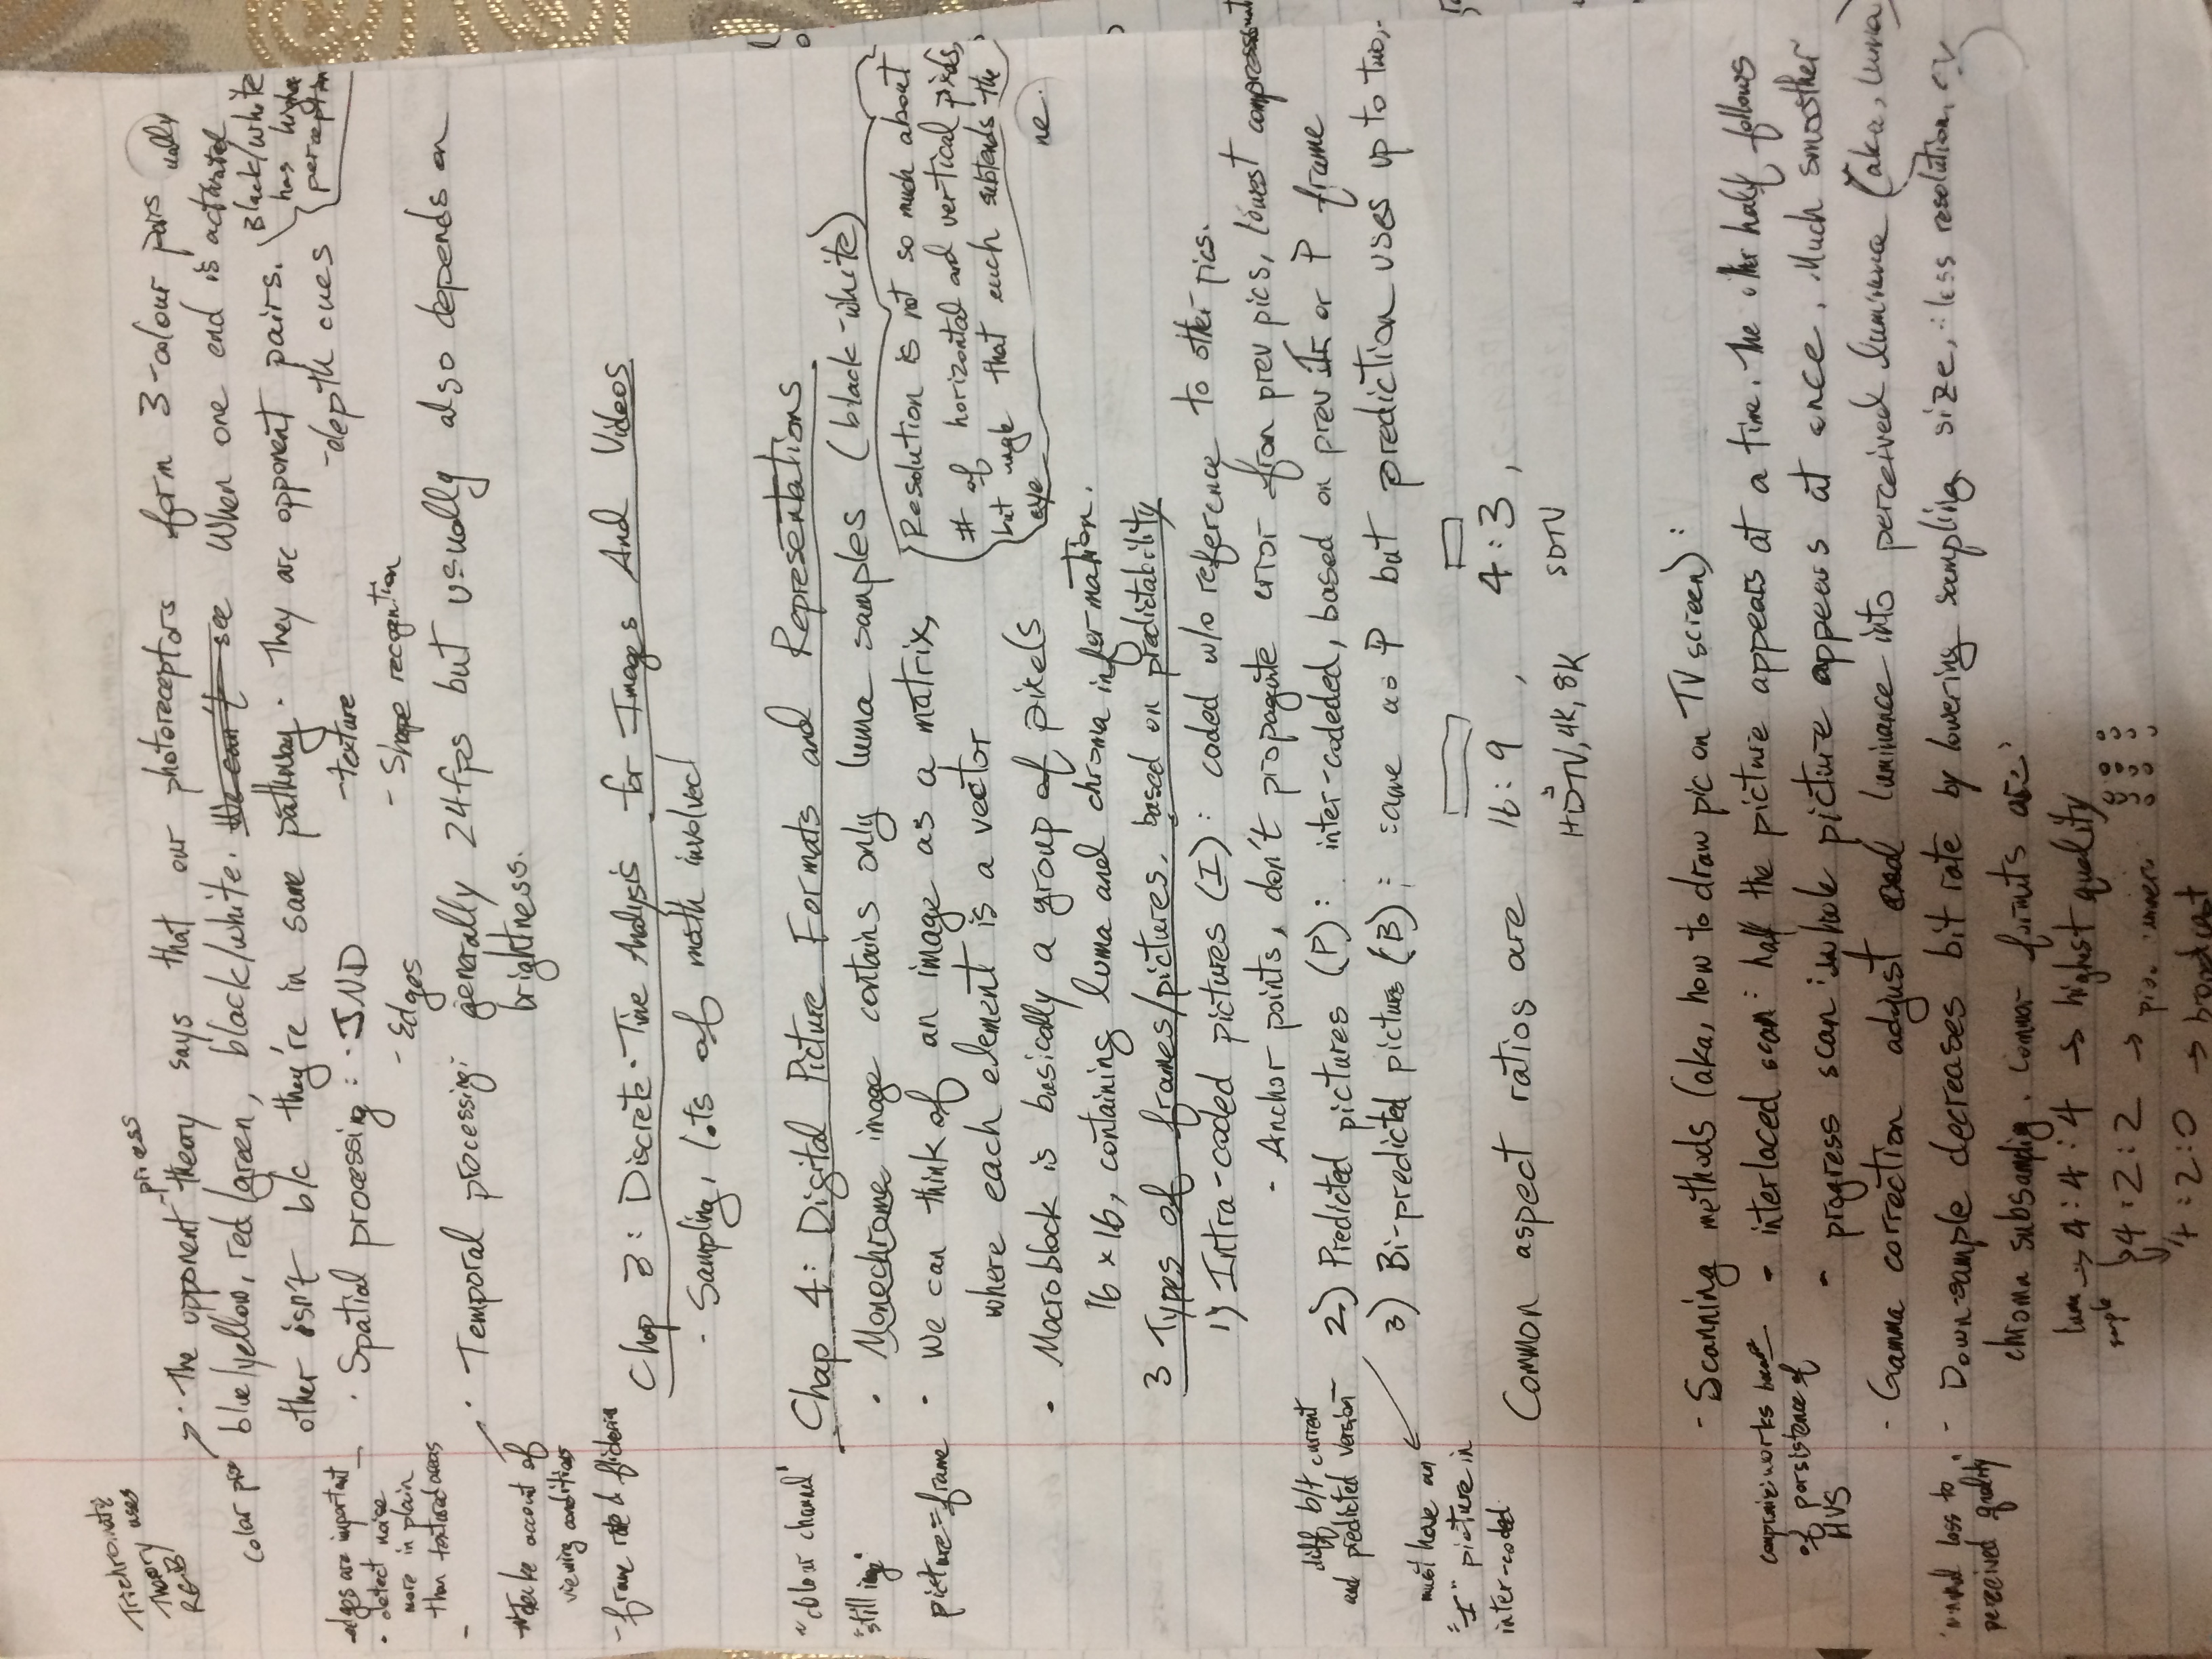 Trichromatic
Theory uses
RGB
-process
· The opponent theory says that our photoreceptors form 3-colour pairs
blue/yellow, red/green, black/white. We can't see When one end is activated
other isn't b/c they're in same pathway. They are opponent pairs.
Black/white
has higher
perception
color
· Spatial processing: · JND - texture - depth cues
- Edges - Shape recognition
-edges are important
· detect noise
more in plain
than textured areas
· Temporal processing: generally 24fps but usually also depends on
brightness.
take account of
viewing conditions
- frame rate & flickering
Chap 3: Discrete-Time Analysis for Images And Videos
- Sampling, lots of math involved
"colour channel"
"still image"
picture=frame
Chap 4: Digital Picture Formats and Representations
· Monochrome image contains only luma samples (black-white)
· We can think of an image as a matrix,
where each element is a vector
Resolution is not so much about
# of horizontal and vertical pixels,
but angle that each subtends the
eye
ne.
· Macroblock is basically a group of pixels
16 x 16, containing luma and chroma information.
3 Types of frames/pictures, based on predictability
1) Intra-coded pictures (I): coded w/o reference to other pics.
- Anchor points, don't propagate error from prev pics, lowest
2) Predicted pictures (P): inter-codeded, based on prev I or P frame
3) Bi-predicted picture (B): same as P but prediction uses up to two,
diff b/t current
and predicted version
must have an
"I" picture in
inter-coded
Common aspect ratios are 16:9, 4:3,
HDTV, 4K, 8K SDTV
- Scanning methods (aka, how to draw pic on TV screen):
- interlaced scan: half the picture appears at a time. The other half follows
- progress scan: whole picture appears at once. Much smoother
works
of persistence of
HVS
- Gamma correction adjust luminance into perceived luminance (aka, luma)
- Down-sample decreases bit rate by lowering sampling size, ∴ less resolution,
chroma subsamplig. Common formats are:
loss to
perceived quality"
luma → 4:4:4 → highest quality
sample
4:2:2 →
4:2:0 → broadcast